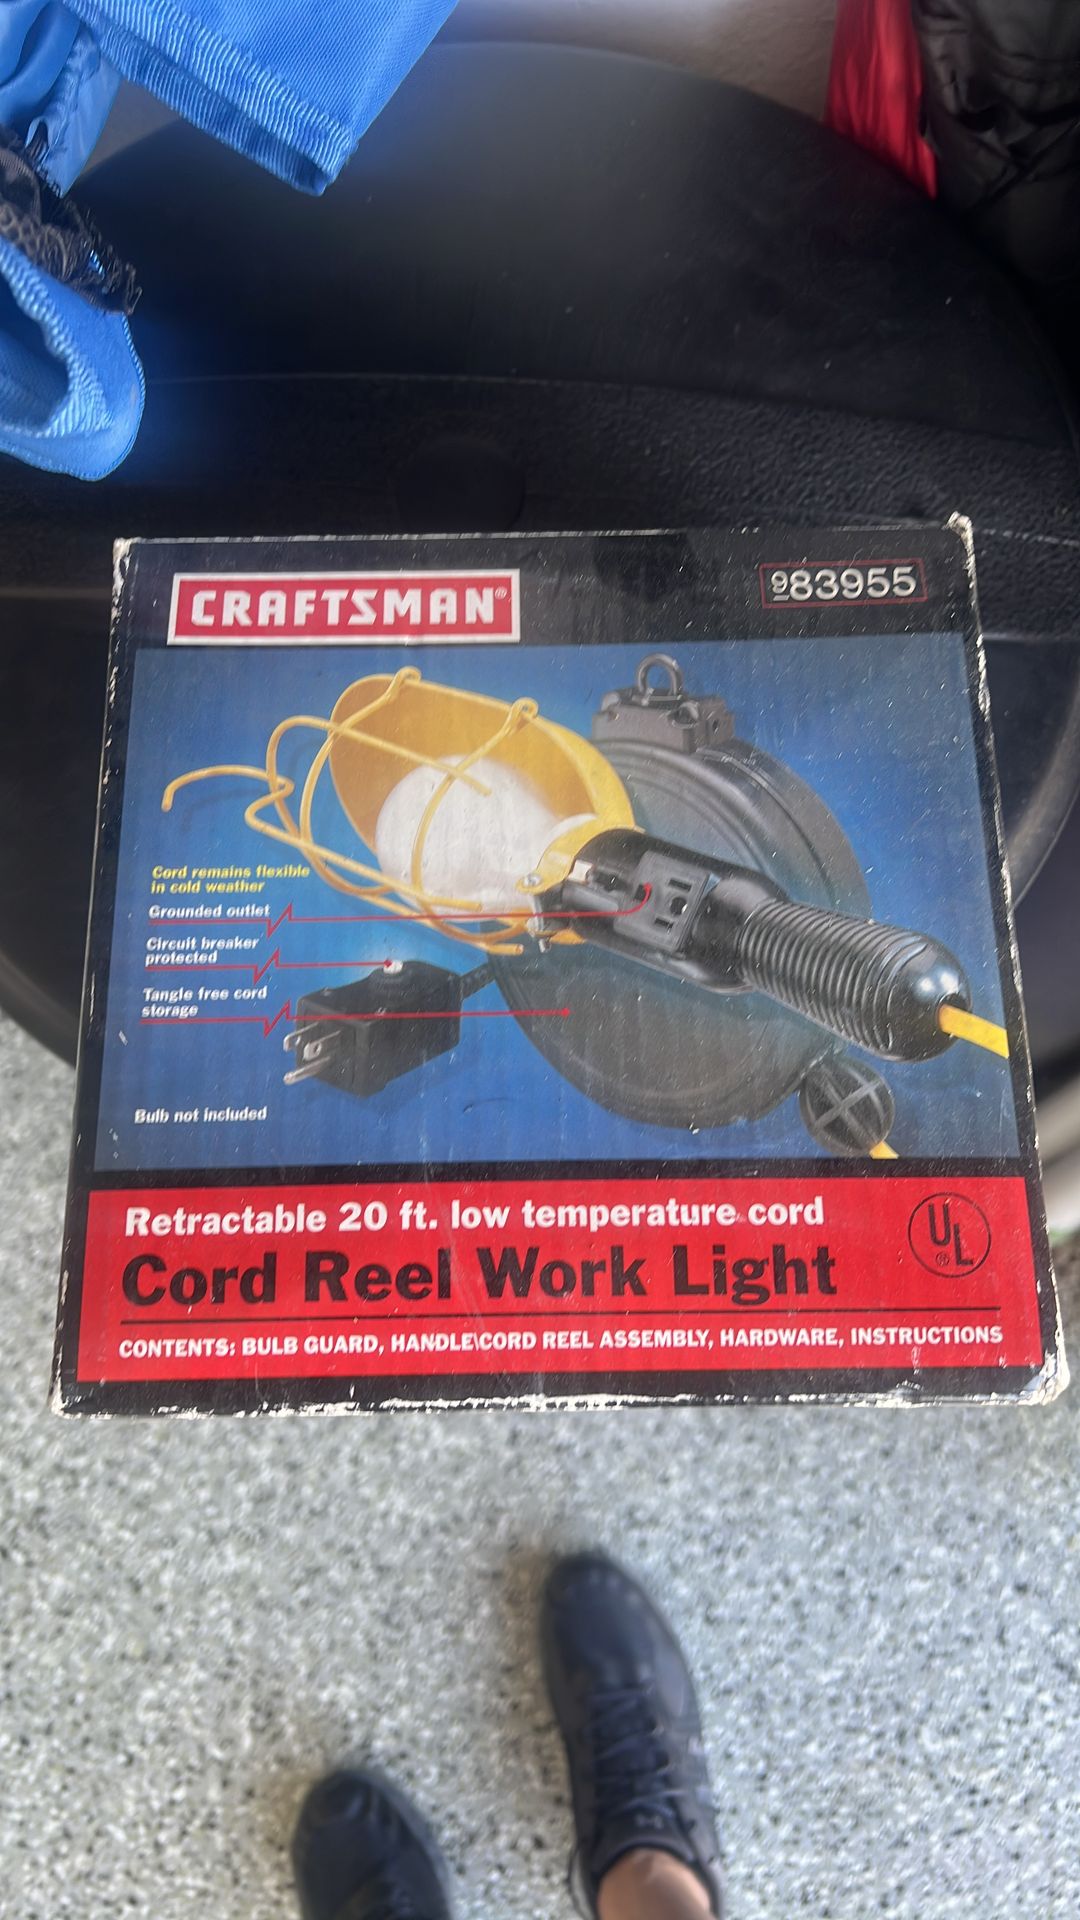 CRAFTSMAN®
983955
Cord remains flexible
in cold weather
Grounded outlet
Circuit breaker
protected
Tangle free cord
storage
Bulb not included
Retractable 20 ft. low temperature cord
Cord Reel Work Light
UL®
CONTENTS: BULB GUARD, HANDLE\CORD REEL ASSEMBLY, HARDWARE, INSTRUCTIONS